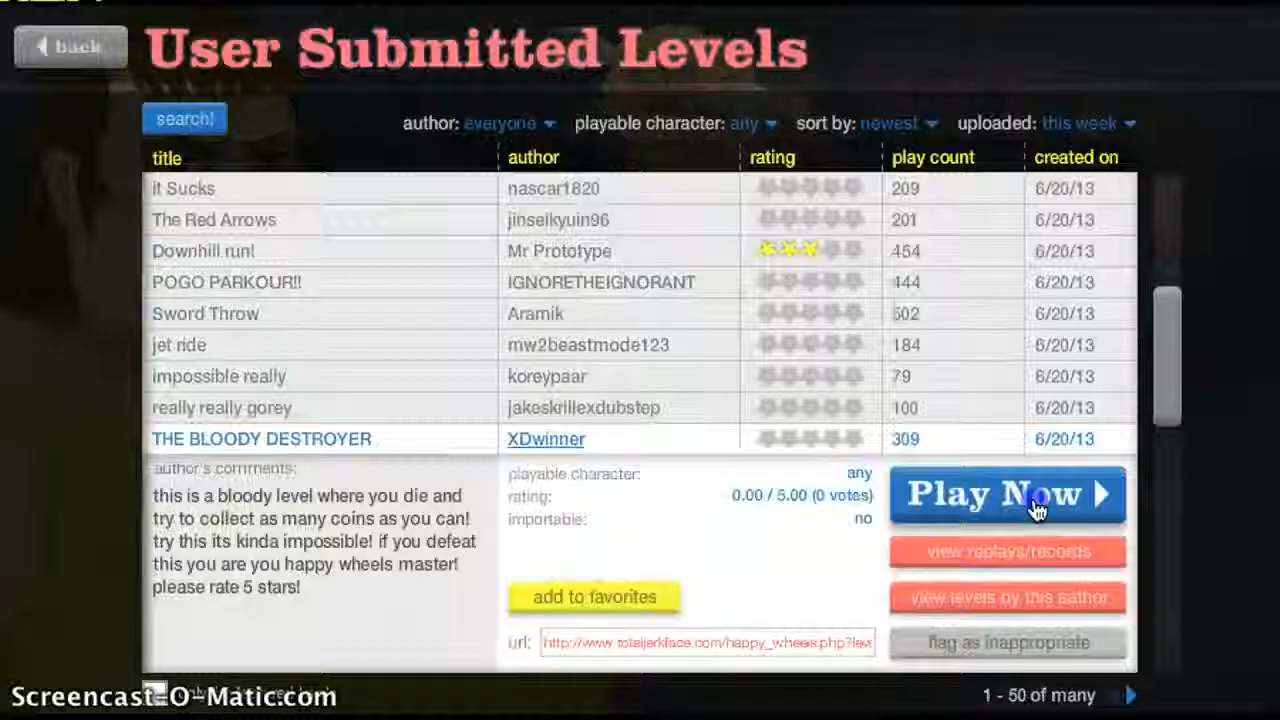 back
User Submitted Levels
search!
author: everyone playable character: any sort by: newest uploaded: this week
title author rating play count created on
it Sucks nascar1820 209 6/20/13
The Red Arrows jinseikyuin96 201 6/20/13
Downhill run! Mr Prototype 454 6/20/13
POGO PARKOUR!! IGNORETHEIGNORANT 444 6/20/13
Sword Throw Aramik 502 6/20/13
jet ride mw2beastmode123 184 6/20/13
impossible really koreypaar 79 6/20/13
really really gorey jakeskrillexdubstep 100 6/20/13
THE BLOODY DESTROYER XDwinner 309 6/20/13
author's comments:
this is a bloody level where you die and
try to collect as many coins as you can!
try this its kinda impossible! if you defeat
this you are you happy wheels master!
please rate 5 stars!
playable character: any
rating: 0.00 / 5.00 (0 votes)
importable: no
add to favorites
url: http://www.totaljerkface.com/happy_wheels.php?lev
Play Now
view replays/records
view levels by this author
flag as inappropriate
Screencast-O-Matic.com
1 - 50 of many